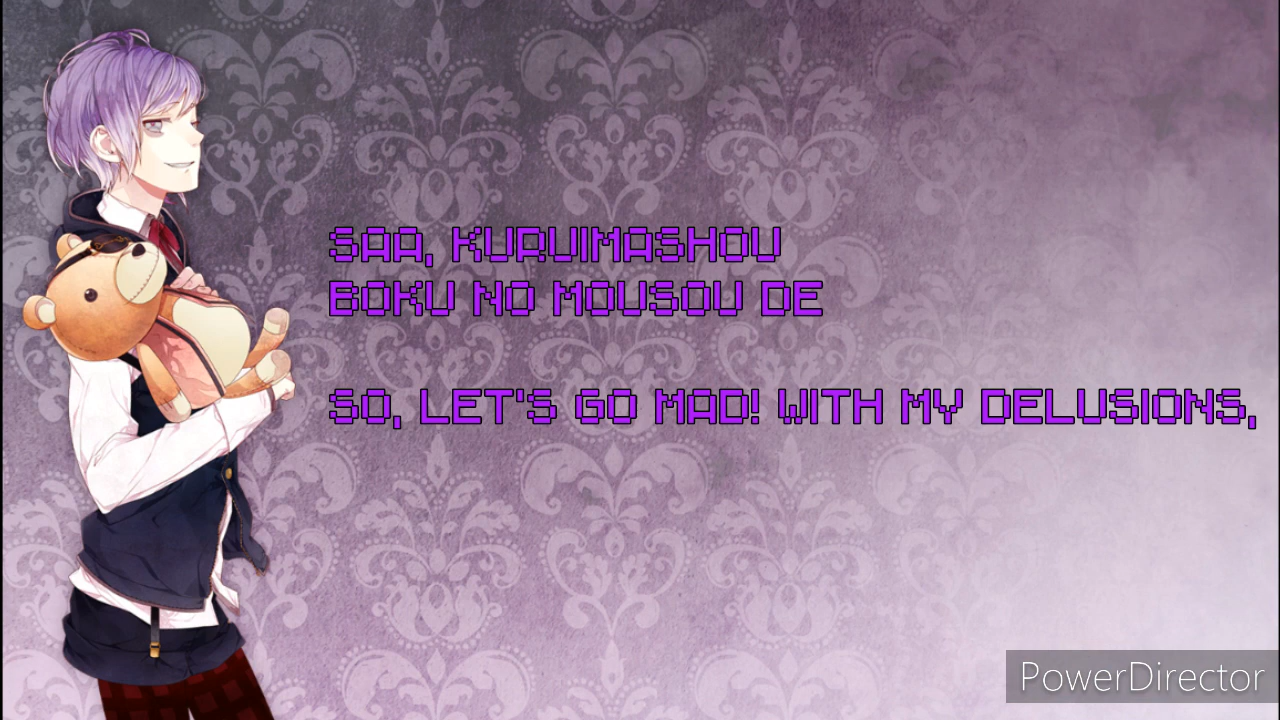 SAA, KURUIMASHOU
BOKU NO MOUSOU DE
SO, LET'S GO MAD! WITH MY DELUSIONS,
PowerDirector